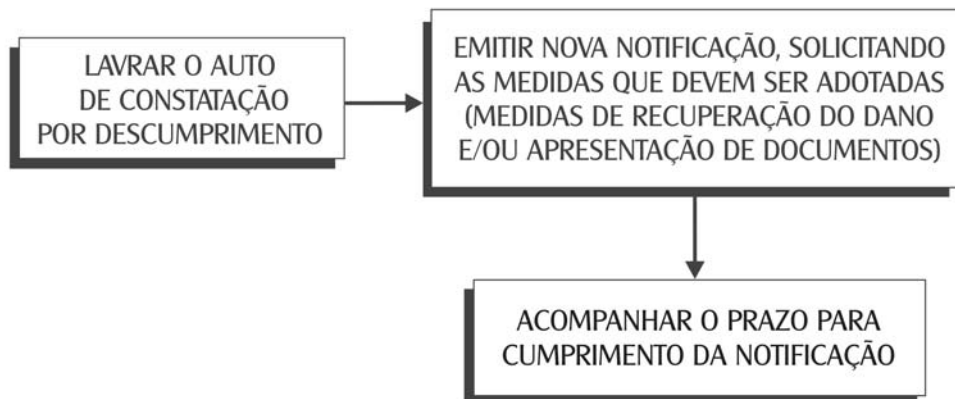 LAVRAR O AUTO
DE CONSTATAÇÃO
POR DESCUMPRIMENTO
EMITIR NOVA NOTIFICAÇÃO, SOLICITANDO
AS MEDIDAS QUE DEVEM SER ADOTADAS
(MEDIDAS DE RECUPERAÇÃO DO DANO
E/OU APRESENTAÇÃO DE DOCUMENTOS)
ACOMPANHAR O PRAZO PARA
CUMPRIMENTO DA NOTIFICAÇÃO